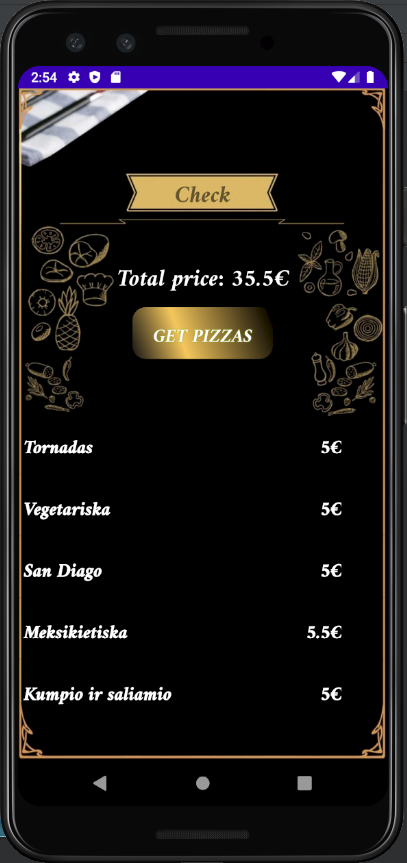 2:54
Check
Total price: 35.5€
GET PIZZAS
Tornadas 5€
Vegetariska 5€
San Diago 5€
Meksikietiska 5.5€
Kumpio ir saliamio 5€